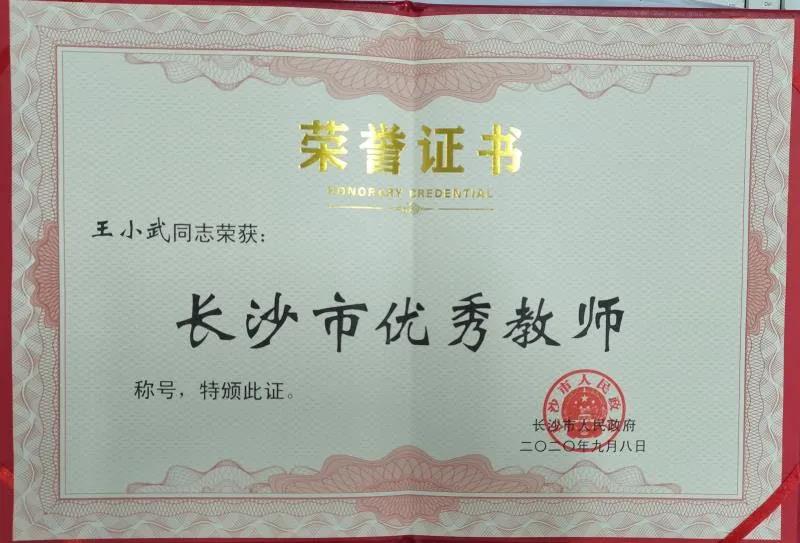 荣誉证书
HONORARY CREDENTIAL
王小武同志荣获：
长沙市优秀教师
称号，特颁此证。
长沙市人民政府
长沙市人民政府
二〇二〇年九月八日